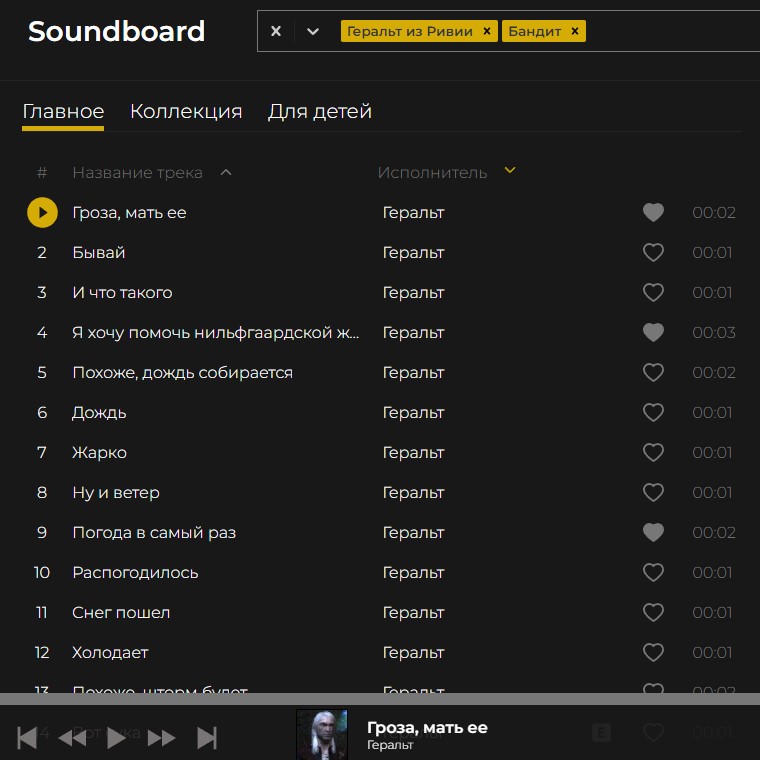 Soundboard x Геральт из Ривии x Бандит x
Главное Коллекция Для детей
# Название трека Исполнитель
Гроза, мать ее Геральт 00:02
2 Бывай Геральт 00:01
3 И что такого Геральт 00:01
4 Я хочу помочь нильфгаардской ж... Геральт 00:03
5 Похоже, дождь собирается Геральт 00:02
6 Дождь Геральт 00:01
7 Жарко Геральт 00:01
8 Ну и ветер Геральт 00:01
9 Погода в самый раз Геральт 00:02
10 Распогодилось Геральт 00:01
11 Снег пошел Геральт 00:01
12 Холодает Геральт 00:01
13 Похоже, шторм будет Геральт 00:02
14 Вот сука E 00:01
Гроза, мать ее
Геральт